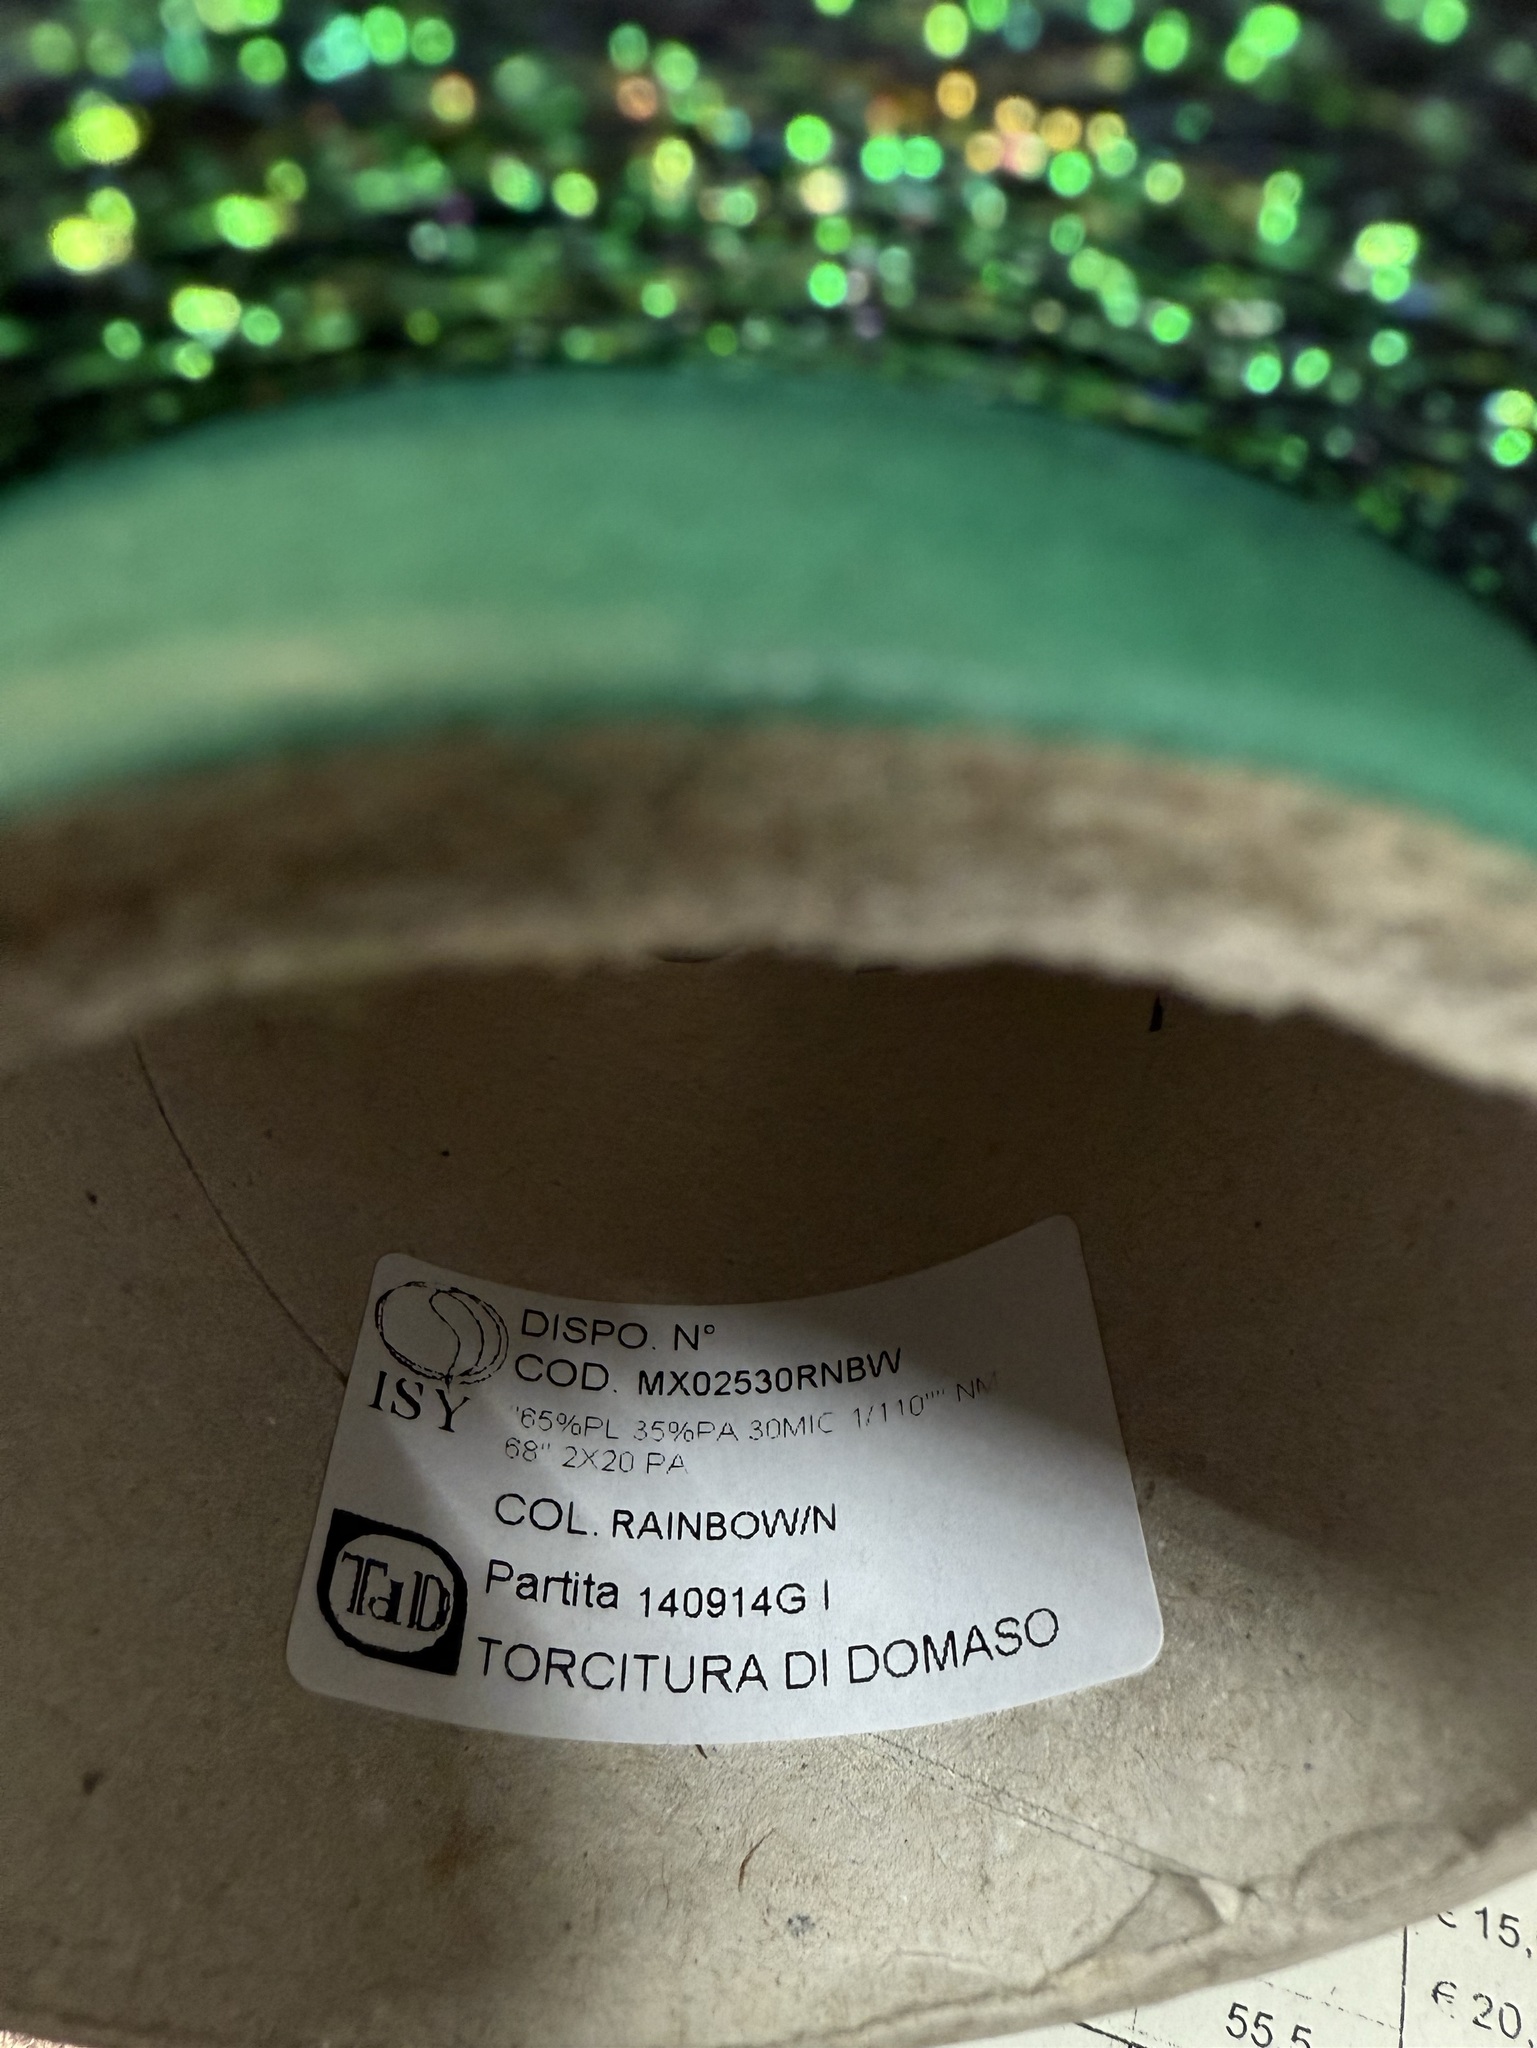 DISPO. N°
COD. MX02530RNBW
"65%PL 35%PA 30MIC 1/110"" NM
68" 2X20 PA
ISY
COL. RAINBOW/N
Partita 140914G I
TdD
TORCITURA DI DOMASO
€ 15,
€ 20,
55,5